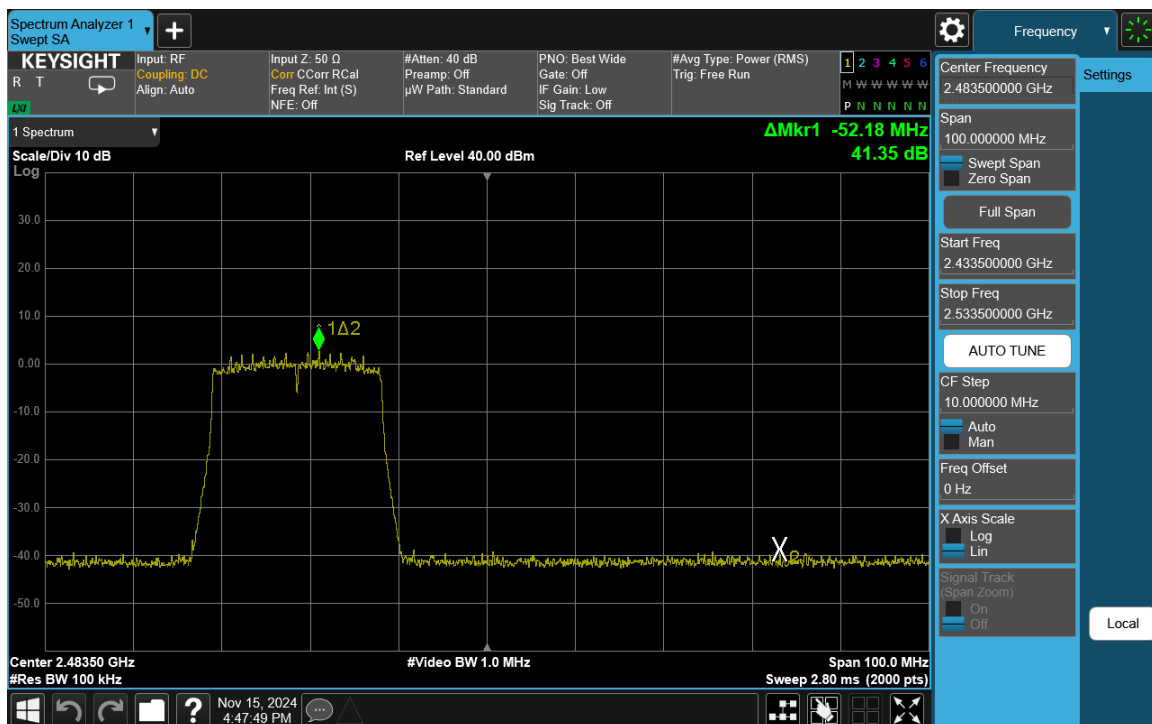 Spectrum Analyzer 1
Swept SA
+
Frequency
KEYSIGHT
R T
LXI
Input: RF
Coupling: DC
Align: Auto
Input Z: 50 Ω
Corr CCorr RCal
Freq Ref: Int (S)
NFE: Off
#Atten: 40 dB
Preamp: Off
µW Path: Standard
PNO: Best Wide
Gate: Off
IF Gain: Low
Sig Track: Off
#Avg Type: Power (RMS)
Trig: Free Run
1 2 3 4 5 6
M W W W W W
P N N N N N
1 Spectrum
Scale/Div 10 dB
Log
Ref Level 40.00 dBm
ΔMkr1 -52.18 MHz
41.35 dB
30.0
20.0
10.0
0.00
-10.0
-20.0
-30.0
-40.0
-50.0
1Δ2
X2
Center 2.48350 GHz
#Res BW 100 kHz
#Video BW 1.0 MHz
Span 100.0 MHz
Sweep 2.80 ms (2000 pts)
Center Frequency
2.483500000 GHz
Span
100.000000 MHz
Swept Span
Zero Span
Full Span
Start Freq
2.433500000 GHz
Stop Freq
2.533500000 GHz
AUTO TUNE
CF Step
10.000000 MHz
Auto
Man
Freq Offset
0 Hz
X Axis Scale
Log
Lin
Signal Track
(Span Zoom)
On
Off
Settings
Local
?
Nov 15, 2024
4:47:49 PM